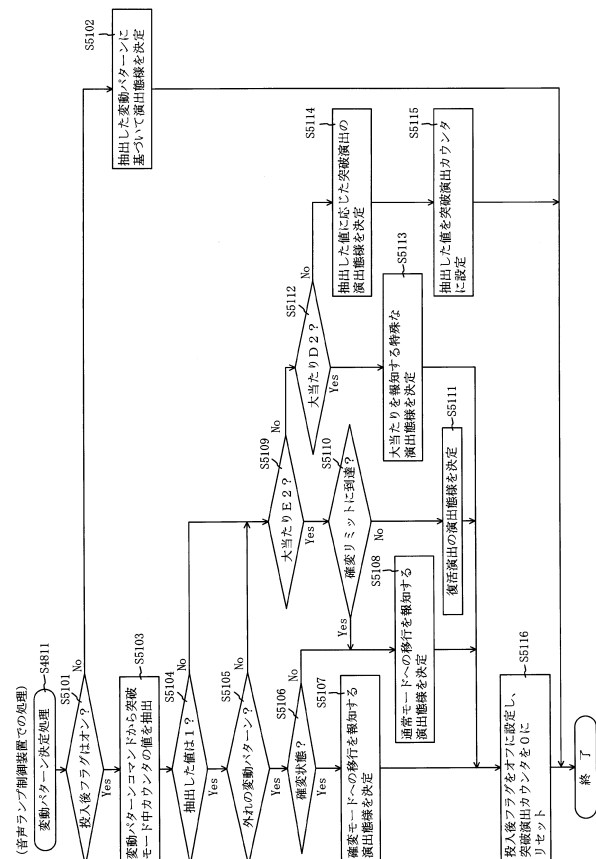 (音声ランプ制御装置での処理)
変動パターン決定処理
S4811
S5101
投入後フラグはオン？
No
Yes
S5102
抽出した変動パターンに
基づいて演出態様を決定
S5103
変動パターンコマンドから突破
モード中カウンタの値を抽出
S5104
抽出した値は１？
No
Yes
S5105
外れの変動パターン？
No
Yes
S5106
確変状態？
No
Yes
S5107
確変モードへの移行を報知する
演出態様を決定
S5108
通常モードへの移行を報知する
演出態様を決定
S5109
大当たりＥ２？
No
Yes
S5110
確変リミットに到達？
Yes
No
S5111
復活演出の演出態様を決定
S5112
大当たりＤ２？
No
Yes
S5113
大当たりを報知する特殊な
演出態様を決定
S5114
抽出した値に応じた突破演出の
演出態様を決定
S5115
抽出した値を突破演出カウンタ
に設定
S5116
投入後フラグをオフに設定し、
突破演出カウンタを０に
リセット
終 了